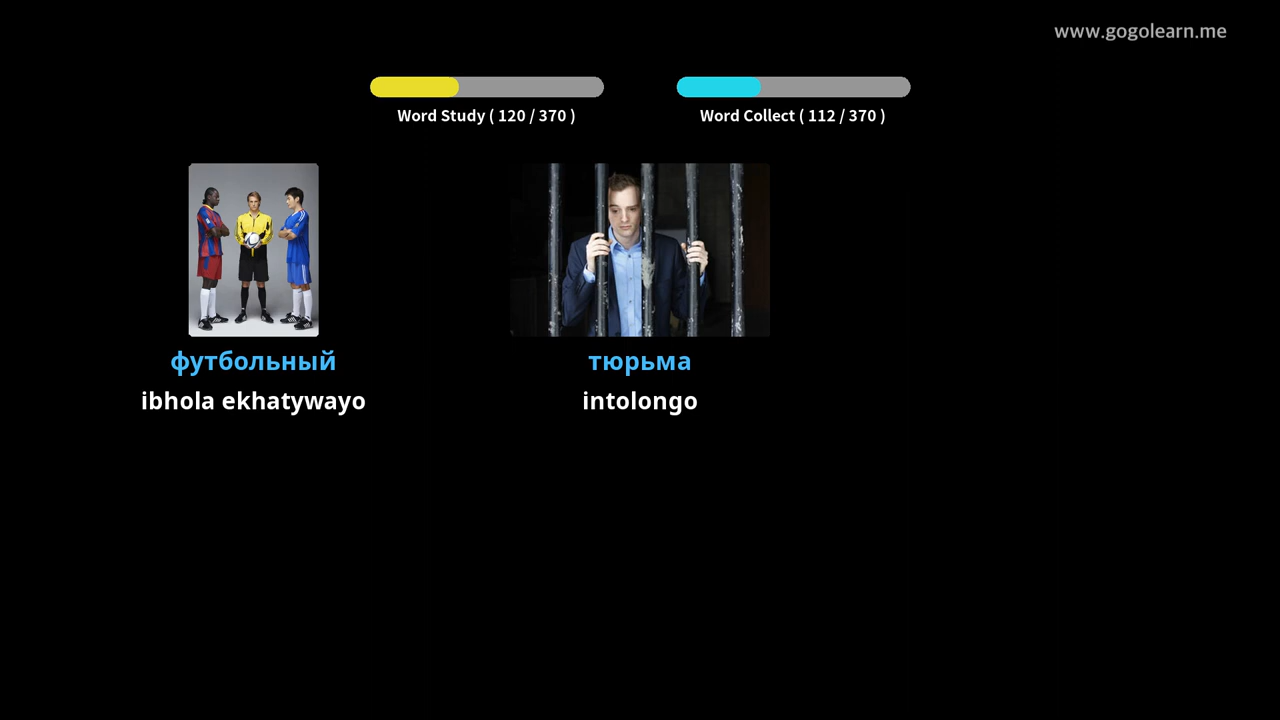 www.gogolearn.me
Word Study ( 120 / 370 )
Word Collect ( 112 / 370 )
футбольный
ibhola ekhatywayo
тюрьма
intolongo